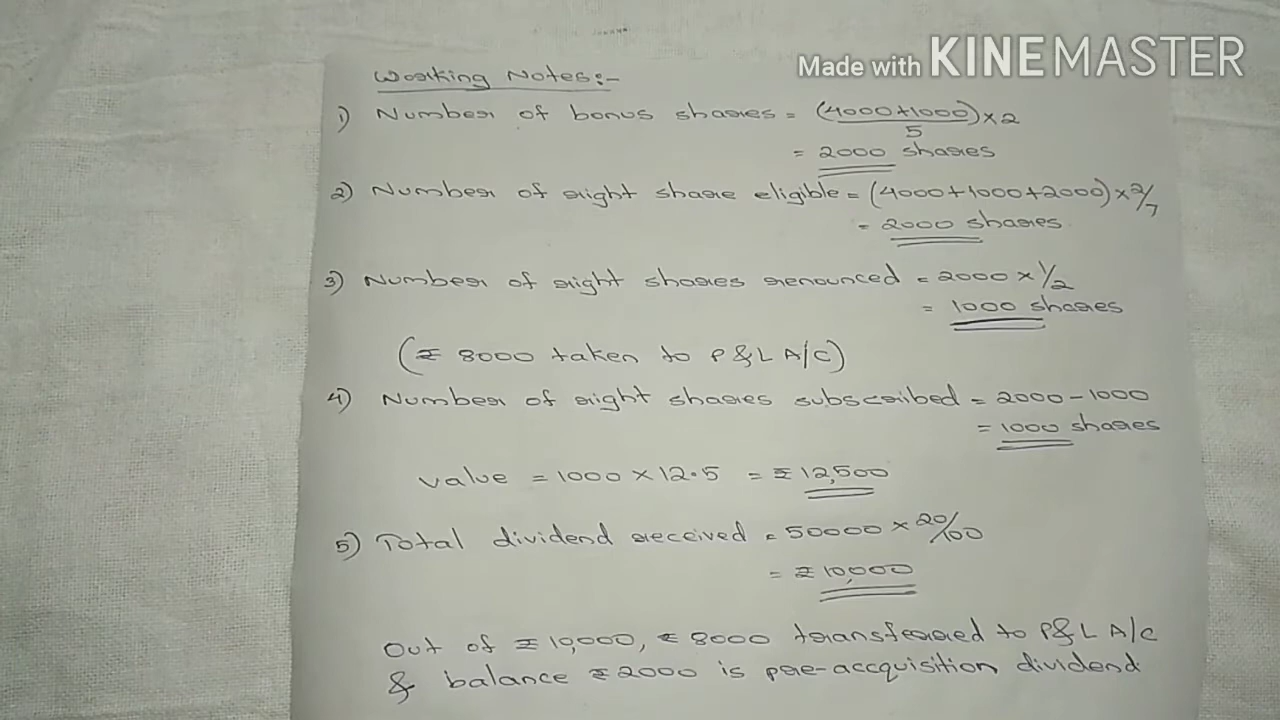 Made with KINEMASTER
Working Notes:-
1) Number of bonus shares = (4000+1000)/5 × 2
= 2000 shares
2) Number of right share eligible = (4000+1000+2000) × 2/7
= 2000 shares
3) Number of right shares renounced = 2000 × 1/2
= 1000 shares
(₹ 8000 taken to P&L A/C)
4) Number of right shares subscribed = 2000 - 1000
= 1000 shares
value = 1000 × 12.5 = ₹ 12,500
5) Total dividend received = 50000 × 20/100
= ₹ 10,000
Out of ₹ 10,000, ₹ 8000 transferred to P&L A/C
& balance ₹ 2000 is pre-accquisition dividend